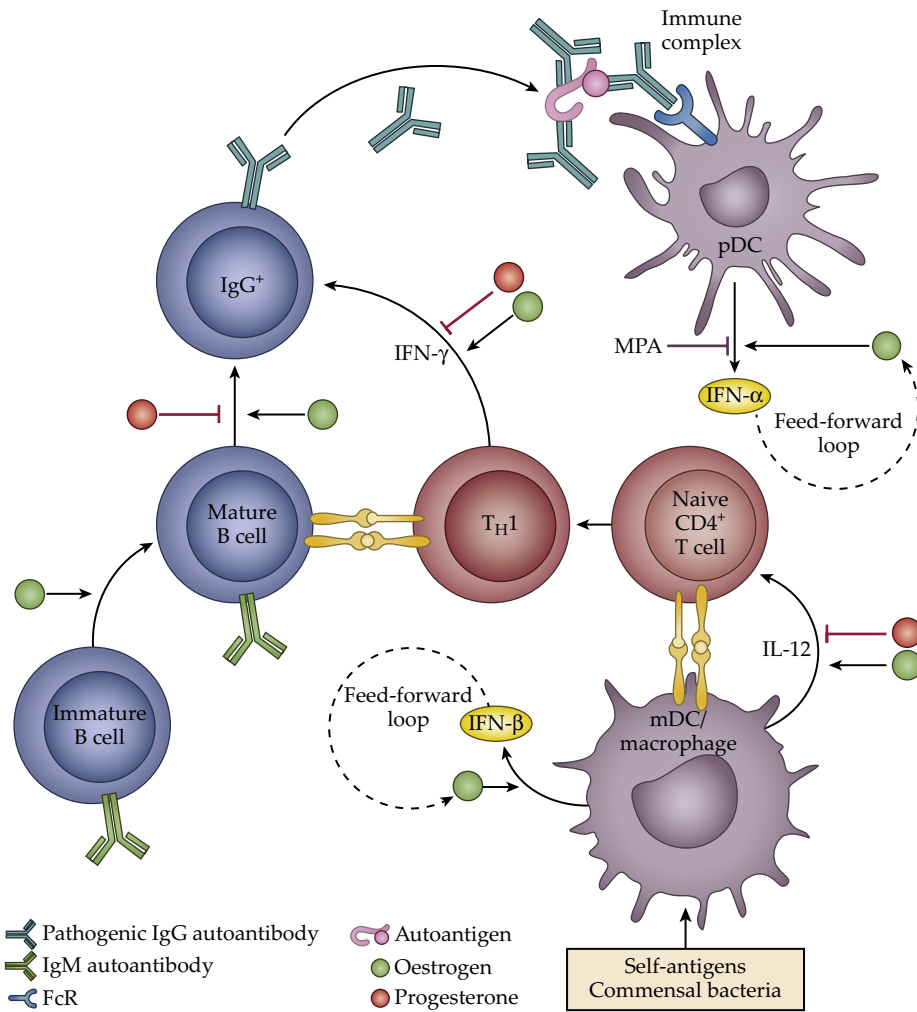 Immune
complex
pDC
IgG⁺
IFN-γ
MPA
IFN-α
Feed-forward
loop
Mature
B cell
T_H1
Naive
CD4⁺
T cell
IL-12
Immature
B cell
Feed-forward
loop
IFN-β
mDC/
macrophage
Pathogenic IgG autoantibody
IgM autoantibody
FcR
Autoantigen
Oestrogen
Progesterone
Self-antigens
Commensal bacteria